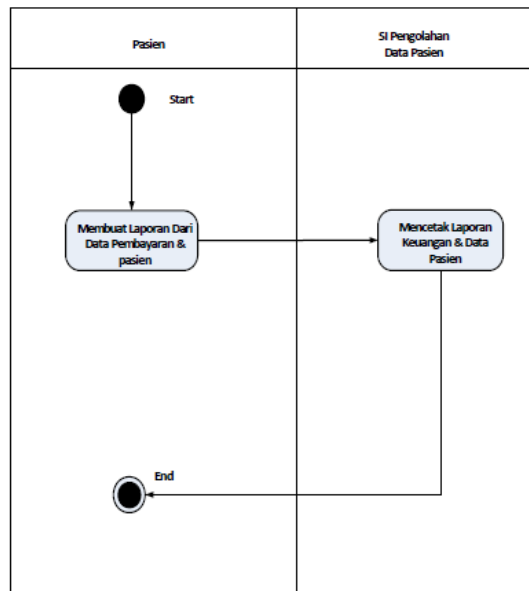 Pasien
SI Pengolahan
Data Pasien
Start
Membuat Laporan Dari
Data Pembayaran &
pasien
Mencetak Laporan
Keuangan & Data
Pasien
End